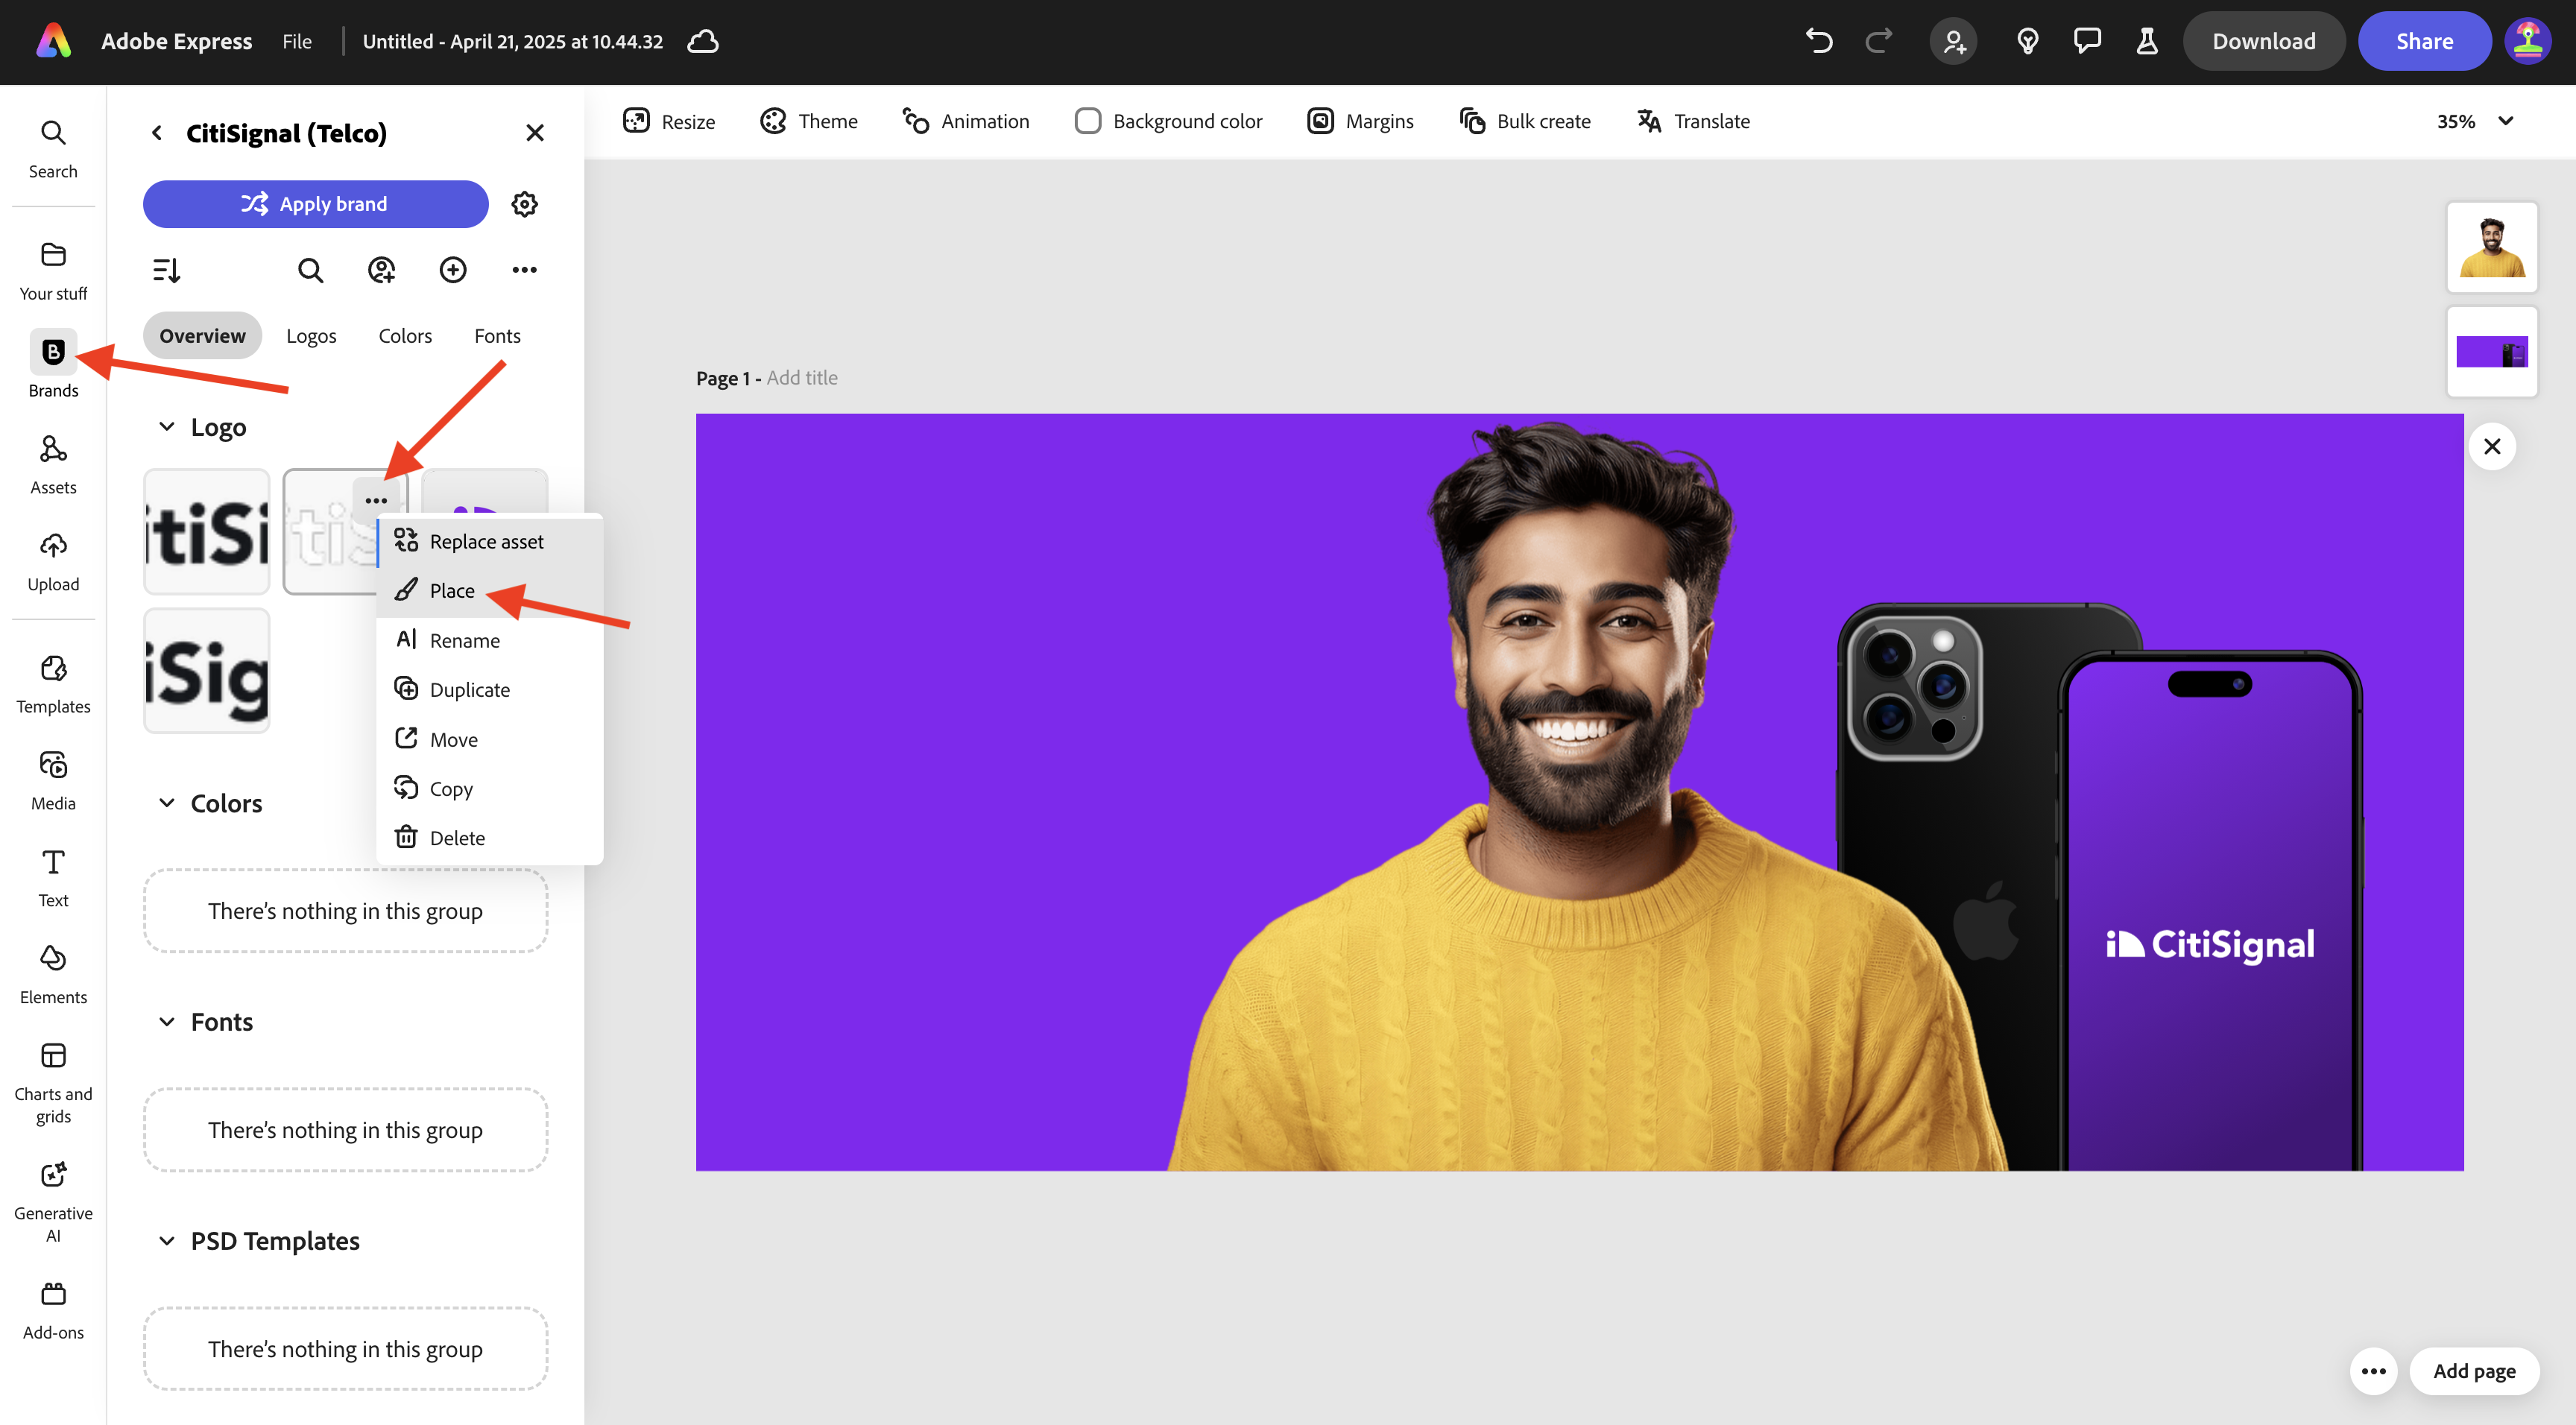 Adobe Express
File
Untitled - April 21, 2025 at 10.44.32
Download
Share
Search
Your stuff
Brands
Assets
Upload
Templates
Media
Text
Elements
Charts and
grids
Generative
AI
Add-ons
CitiSignal (Telco)
Apply brand
Overview
Logos
Colors
Fonts
Logo
itiSi
itiS
iSig
Replace asset
Place
Rename
Duplicate
Move
Copy
Delete
Colors
There's nothing in this group
Fonts
There's nothing in this group
PSD Templates
There's nothing in this group
Resize
Theme
Animation
Background color
Margins
Bulk create
Translate
35%
Page 1 - Add title
CitiSignal
Add page